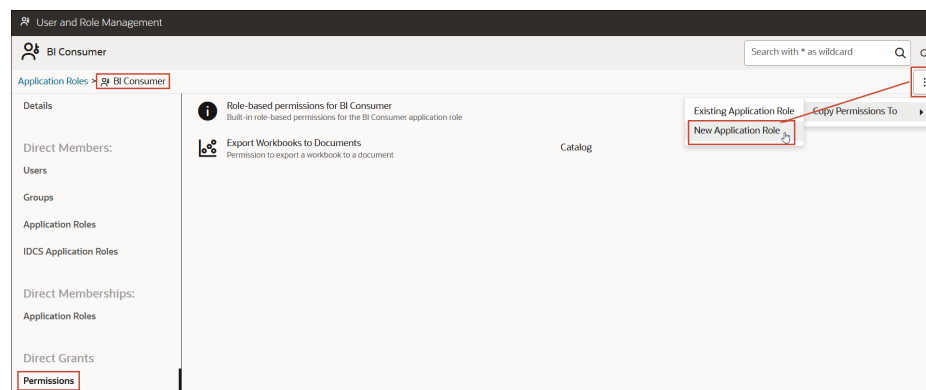 User and Role Management
BI Consumer
Search with * as wildcard
Application Roles > BI Consumer
Details
Role-based permissions for BI Consumer
Built-in role-based permissions for the BI Consumer application role
Existing Application Role
Copy Permissions To
New Application Role
Direct Members:
Export Workbooks to Documents
Permission to export a workbook to a document
Catalog
Users
Groups
Application Roles
IDCS Application Roles
Direct Memberships:
Application Roles
Direct Grants
Permissions